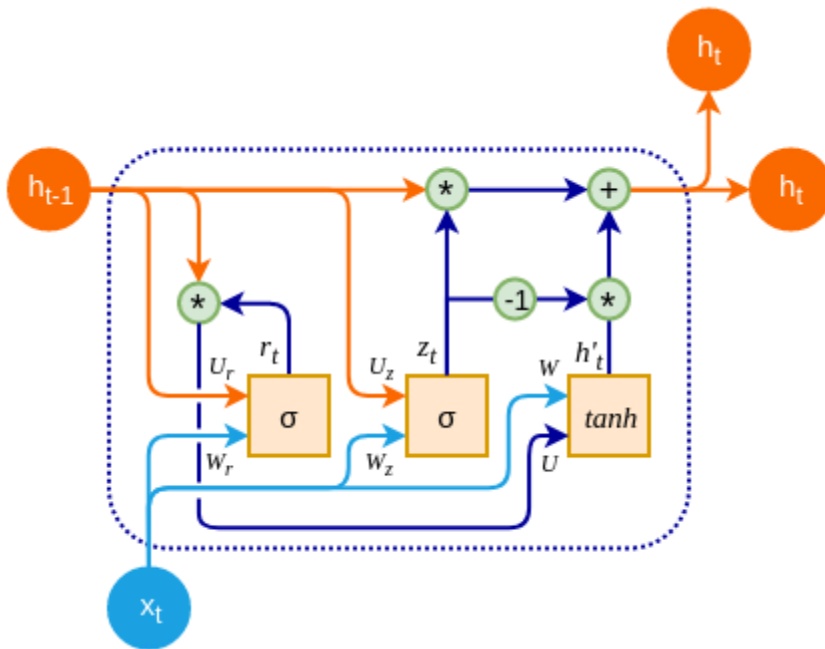 h_t
h_{t-1} * + h_t
* -1 *
r_t z_t h'_t
U_r U_z W
σ σ tanh
W_r W_z U
x_t